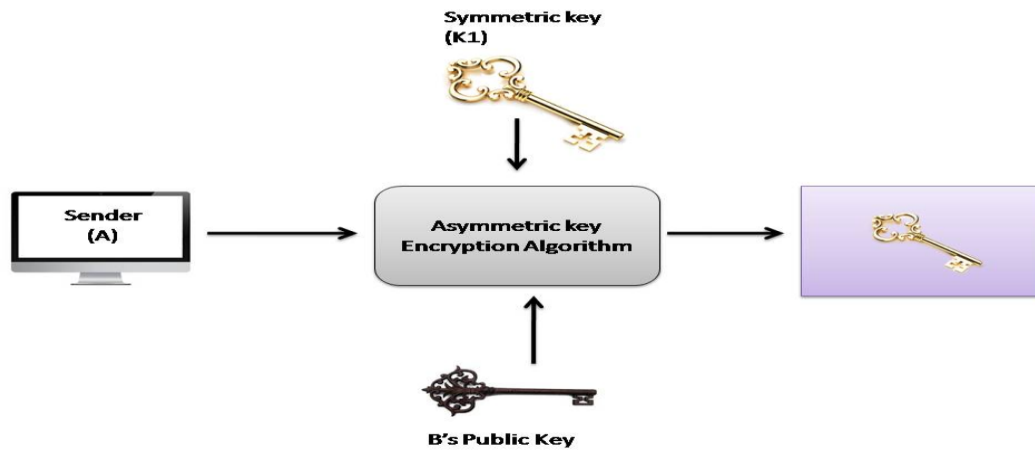 Symmetric key
(K1)
Sender
(A)
Asymmetric key
Encryption Algorithm
B's Public Key